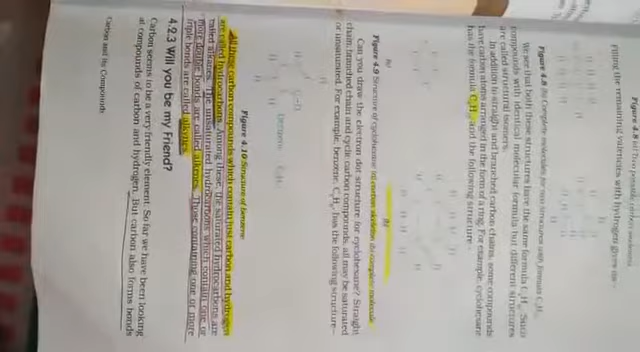 Filling the remaining valencies with hydrogen gives us –
Figure 4.8 (b) Complete molecules for two structures with formula C₄H₁₀
We see that both these structures have the same formula C₄H₁₀. Such
compounds with identical molecular formula but different structures
are called structural isomers.
In addition to straight and branched carbon chains, some compounds
have carbon atoms arranged in the form of a ring. For example, cyclohexane
has the formula C₆H₁₂ and the following structure –
(a)
(b)
Figure 4.9 Structure of cyclohexane (a) carbon skeleton (b) complete molecule
Can you draw the electron dot structure for cyclohexane? Straight
chain, branched chain and cyclic carbon compounds, all may be saturated
or unsaturated. For example, benzene, C₆H₆, has the following structure –
Benzene C₆H₆
Figure 4.10 Structure of benzene
All these carbon compounds which contain just carbon and hydrogen
are called hydrocarbons. Among these, the saturated hydrocarbons are
called alkanes. The unsaturated hydrocarbons which contain one or
more double bonds are called alkenes. Those containing one or more
triple bonds are called alkynes.
4.2.3 Will you be my Friend?
Carbon seems to be a very friendly element. So far we have been looking
at compounds of carbon and hydrogen. But carbon also forms bonds
Carbon and its Compounds